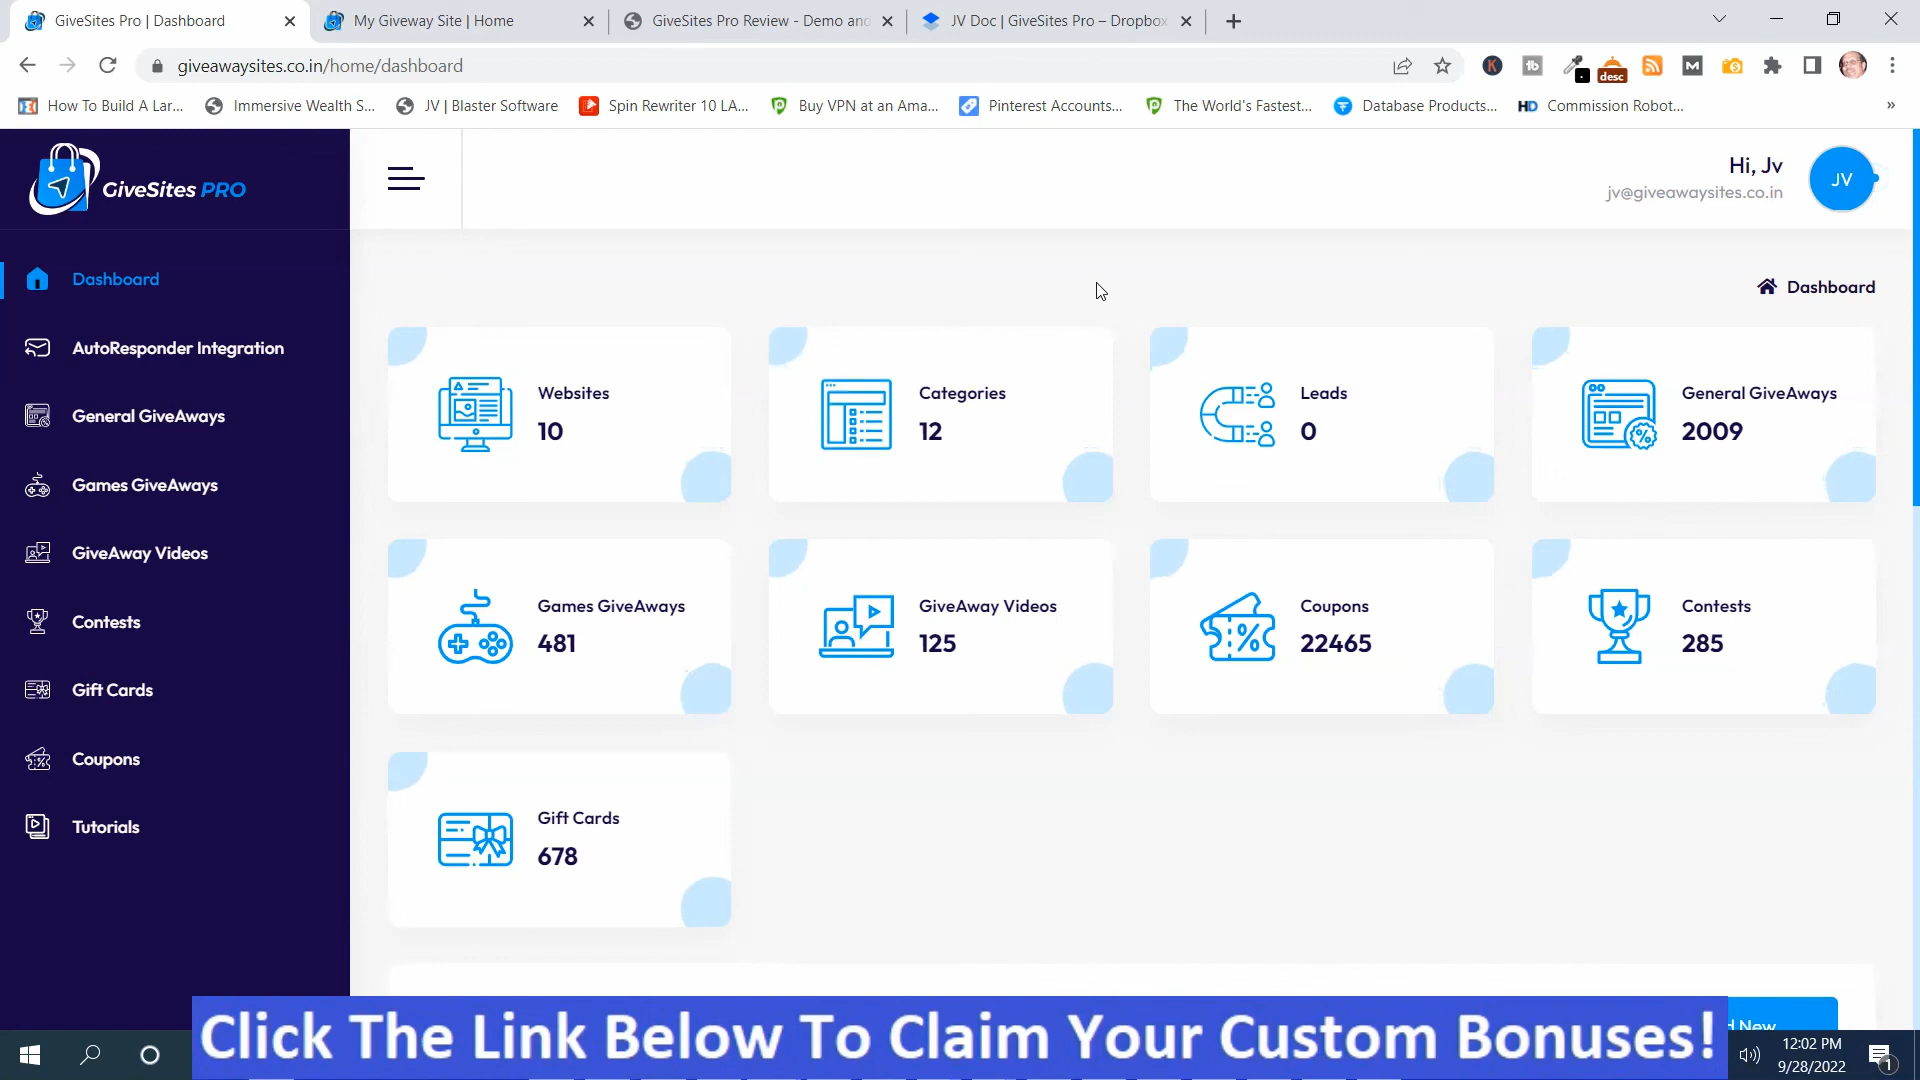 GiveSites Pro | Dashboard
My Giveway Site | Home
GiveSites Pro Review - Demo and
JV Doc | GiveSites Pro – Dropbox
giveawaysites.co.in/home/dashboard
desc
How To Build A Lar...
Immersive Wealth S...
JV | Blaster Software
Spin Rewriter 10 LA...
Buy VPN at an Ama...
Pinterest Accounts...
The World's Fastest...
Database Products...
HD Commission Robot...
GiveSites PRO
Hi, Jv
jv@giveawaysites.co.in
JV
Dashboard
AutoResponder Integration
General GiveAways
Games GiveAways
GiveAway Videos
Contests
Gift Cards
Coupons
Tutorials
Dashboard
Websites
10
Categories
12
Leads
0
General GiveAways
2009
Games GiveAways
481
GiveAway Videos
125
Coupons
22465
Contests
285
Gift Cards
678
New
Click The Link Below To Claim Your Custom Bonuses!
12:02 PM
9/28/2022
1